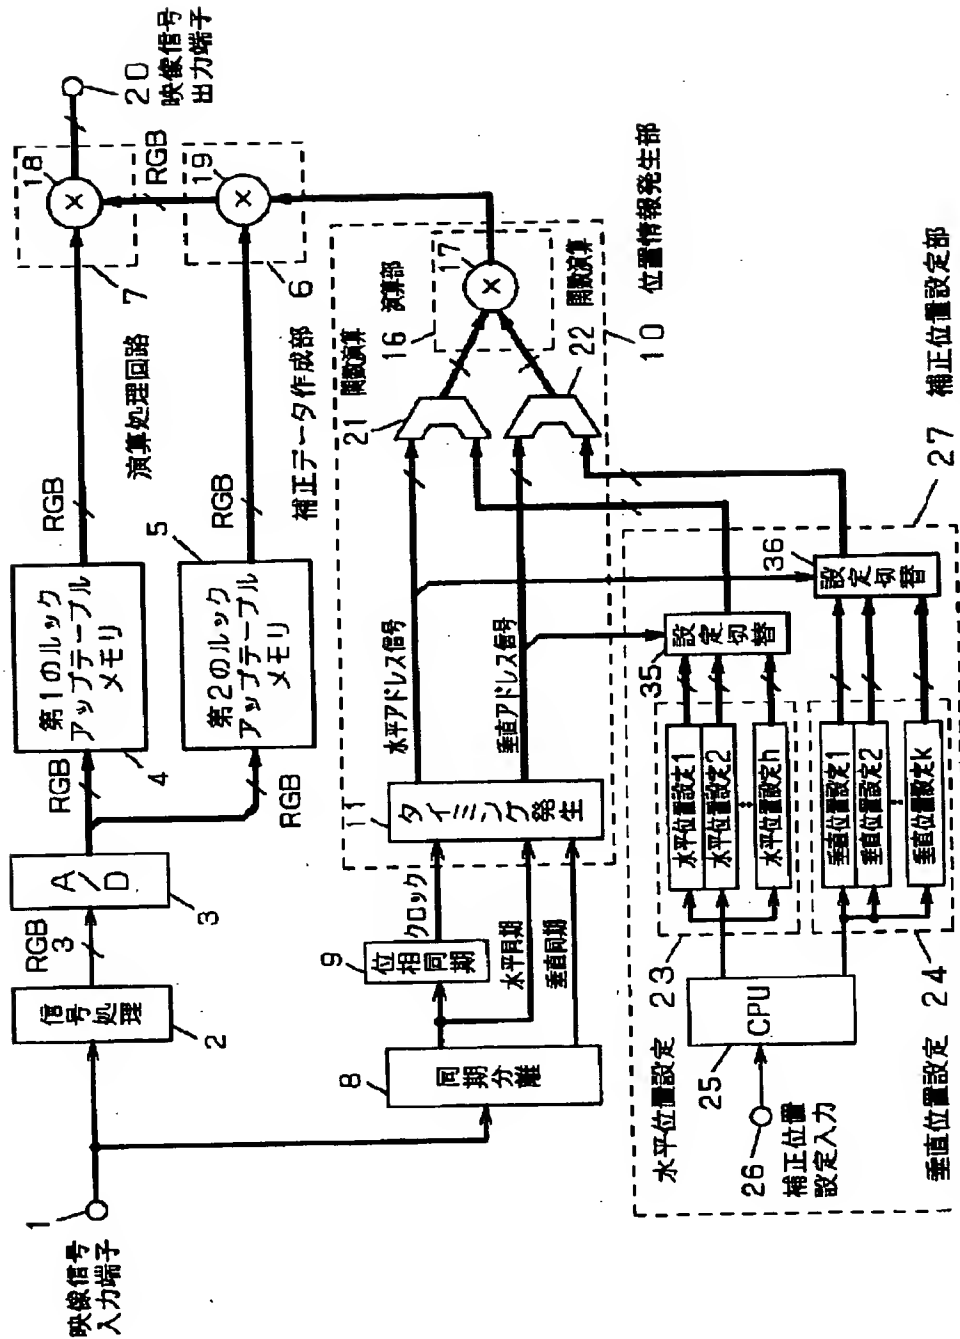 1
映像信号
入力端子
信号処理
2
RGB
3
A/D
3
RGB
4
第1のルック
アップテーブル
メモリ
RGB
演算処理回路
7
18
×
20
映像信号
出力端子
RGB
RGB
5
第2のルック
アップテーブル
メモリ
RGB
補正データ作成部
6
19
×
8
同期分離
9
位相同期
クロック
水平同期
垂直同期
11
タイミング発生
水平アドレス信号
垂直アドレス信号
21
関数演算
22
関数演算
16
演算部
17
×
10
位置情報発生部
26
補正位置
設定入力
25
CPU
水平位置設定 23
水平位置設定1
水平位置設定2
水平位置設定h
35
設定切替
垂直位置設定 24
垂直位置設定1
垂直位置設定2
垂直位置設定k
36
設定切替
27 補正位置設定部